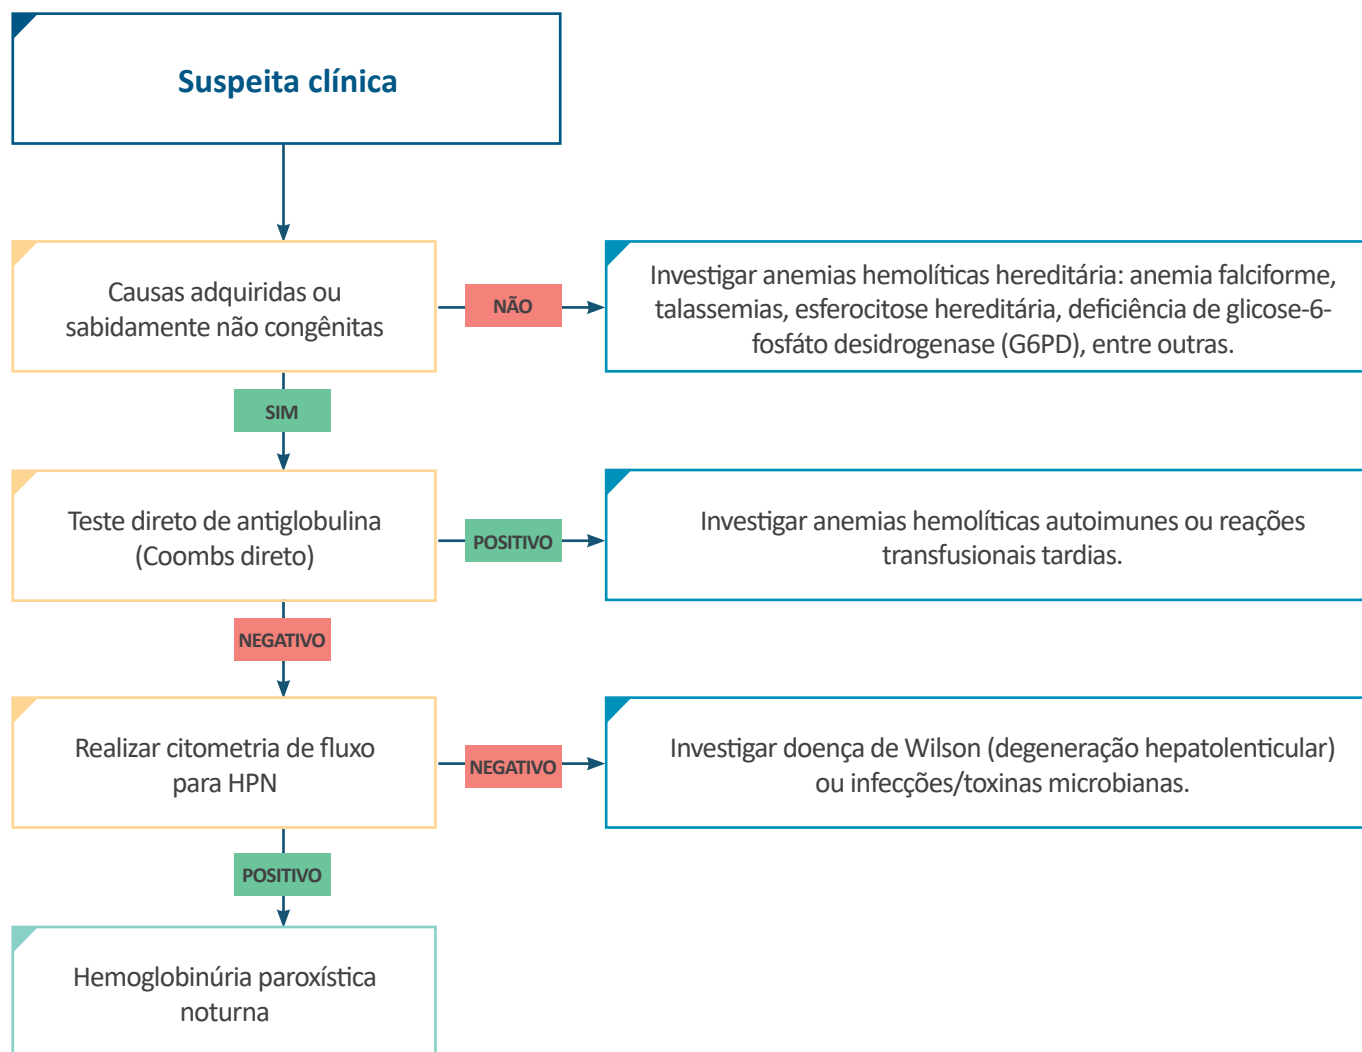 Suspeita clínica
Causas adquiridas ou
sabidamente não congênitas
NÃO
Investigar anemias hemolíticas hereditária: anemia falciforme,
talassemias, esferocitose hereditária, deficiência de glicose-6-
fosfáto desidrogenase (G6PD), entre outras.
SIM
Teste direto de antiglobulina
(Coombs direto)
POSITIVO
Investigar anemias hemolíticas autoimunes ou reações
transfusionais tardias.
NEGATIVO
Realizar citometria de fluxo
para HPN
NEGATIVO
Investigar doença de Wilson (degeneração hepatolenticular)
ou infecções/toxinas microbianas.
POSITIVO
Hemoglobinúria paroxística
noturna